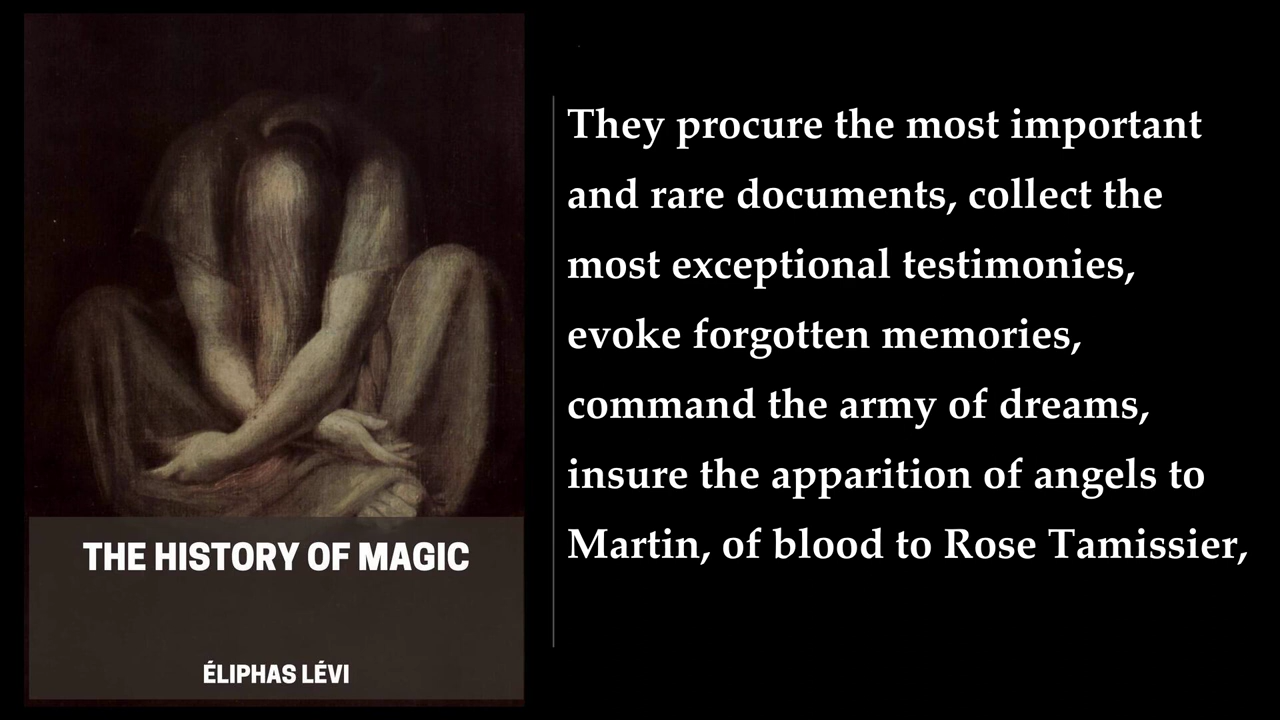 THE HISTORY OF MAGIC
ÉLIPHAS LÉVI
They procure the most important
and rare documents, collect the
most exceptional testimonies,
evoke forgotten memories,
command the army of dreams,
insure the apparition of angels to
Martin, of blood to Rose Tamissier,